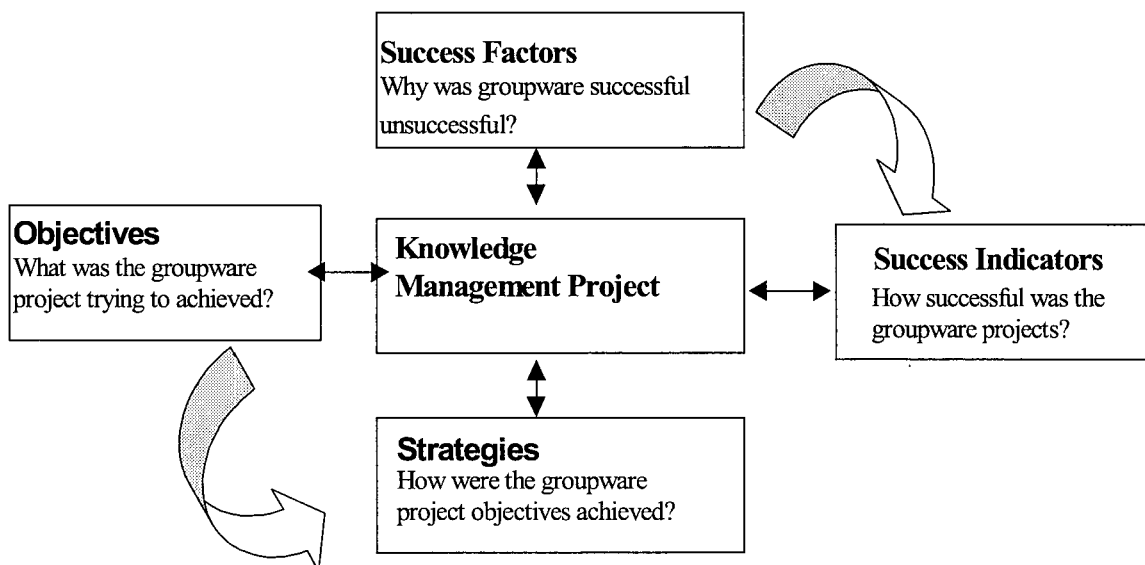 Success Factors
Why was groupware successful
unsuccessful?
Objectives
What was the groupware
project trying to achieved?
Knowledge
Management Project
Success Indicators
How successful was the
groupware projects?
Strategies
How were the groupware
project objectives achieved?